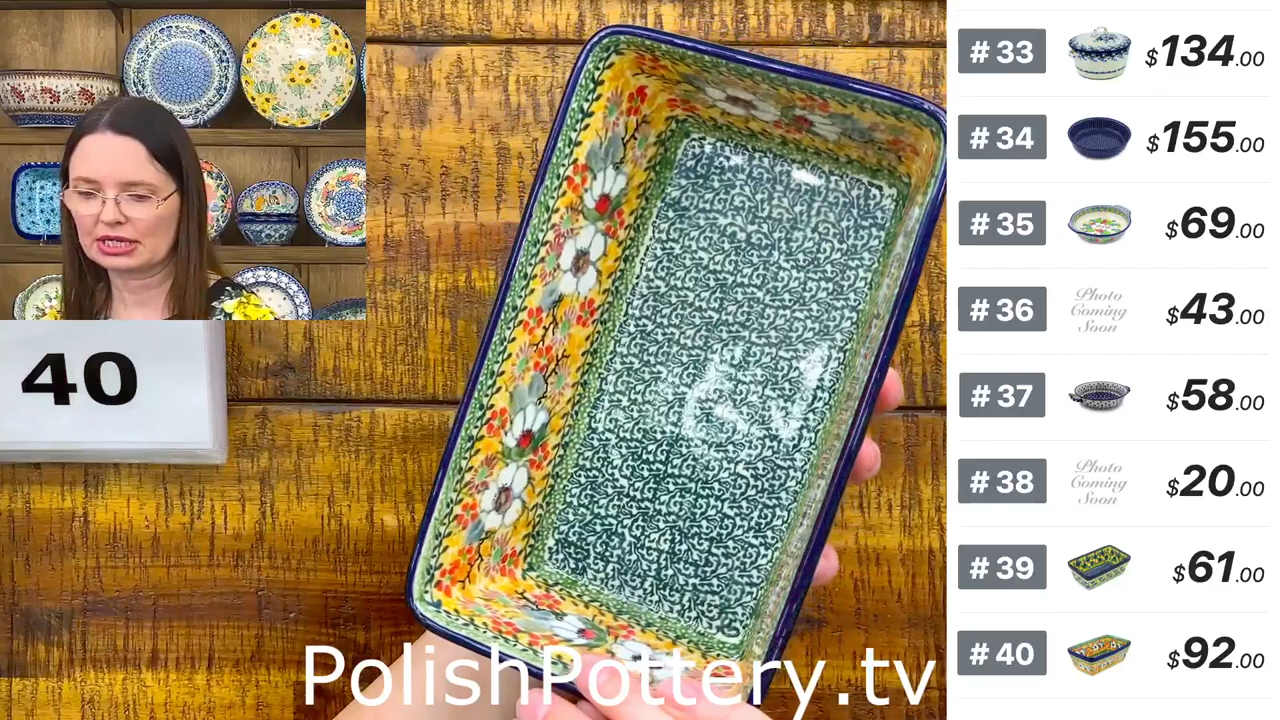 40
PolishPottery.tv
# 33 $134.00
# 34 $155.00
# 35 $69.00
# 36 Photo Coming Soon $43.00
# 37 $58.00
# 38 Photo Coming Soon $20.00
# 39 $61.00
# 40 $92.00